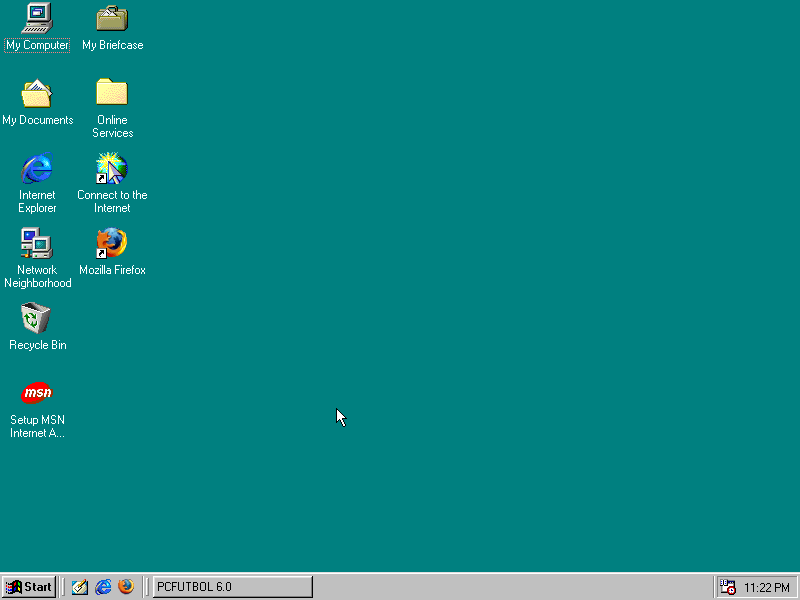 My Computer
My Briefcase
My Documents
Online
Services
Internet
Explorer
Connect to the
Internet
Network
Neighborhood
Mozilla Firefox
Recycle Bin
msn
Setup MSN
Internet A...
Start
PCFUTBOL 6.0
11:22 PM